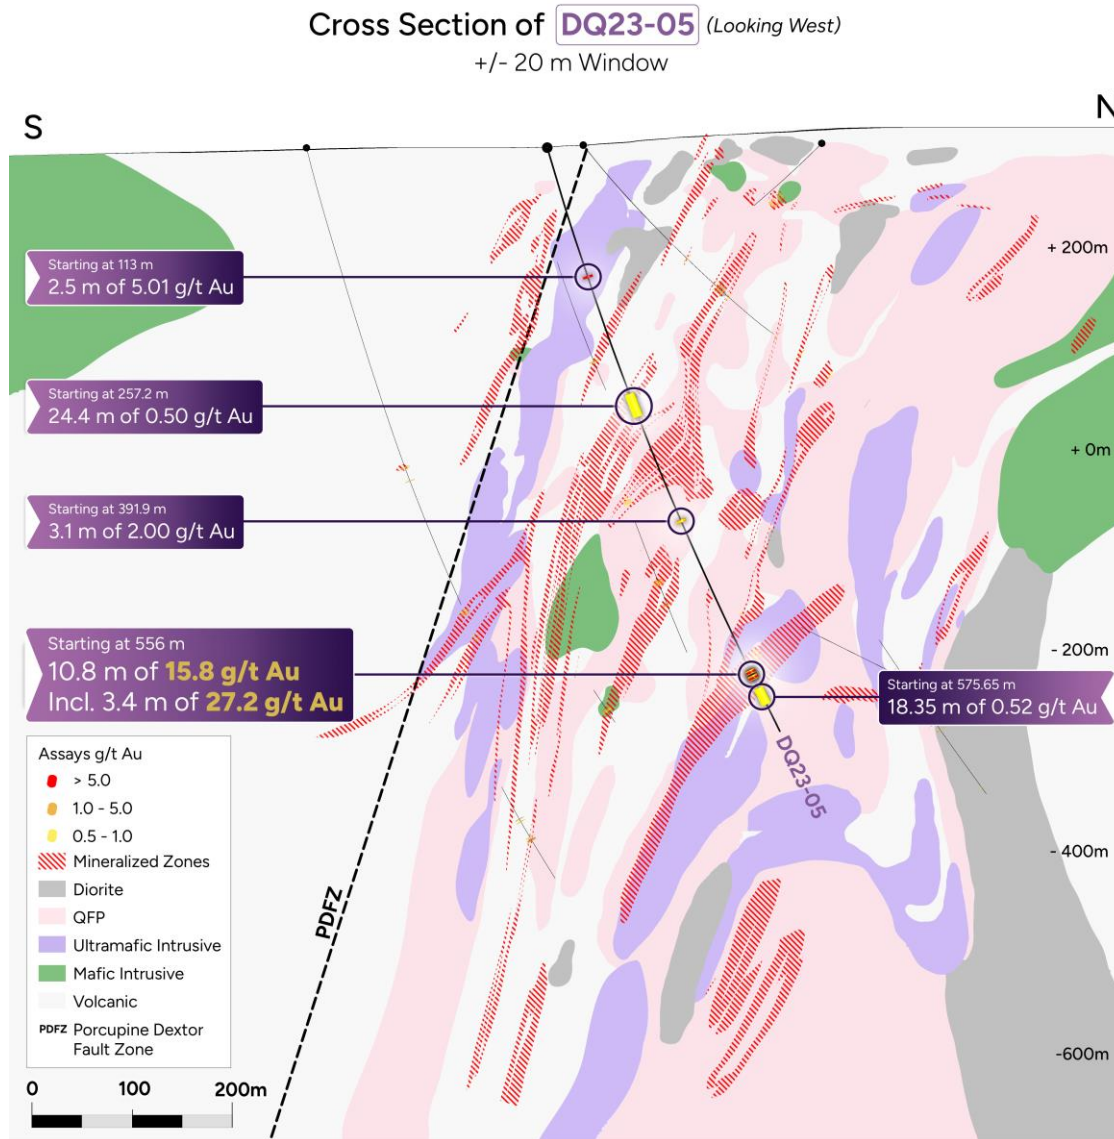 Cross Section of DQ23-05 (Looking West)
+/- 20 m Window
S
N
+ 200m
Starting at 113 m
2.5 m of 5.01 g/t Au
Starting at 257.2 m
24.4 m of 0.50 g/t Au
+ 0m
Starting at 391.9 m
3.1 m of 2.00 g/t Au
Starting at 556 m
10.8 m of 15.8 g/t Au
Incl. 3.4 m of 27.2 g/t Au
- 200m
Starting at 575.65 m
18.35 m of 0.52 g/t Au
DQ23-05
- 400m
PDFZ
-600m
Assays g/t Au
> 5.0
1.0 - 5.0
0.5 - 1.0
Mineralized Zones
Diorite
QFP
Ultramafic Intrusive
Mafic Intrusive
Volcanic
PDFZ Porcupine Dextor
Fault Zone
0 100 200m